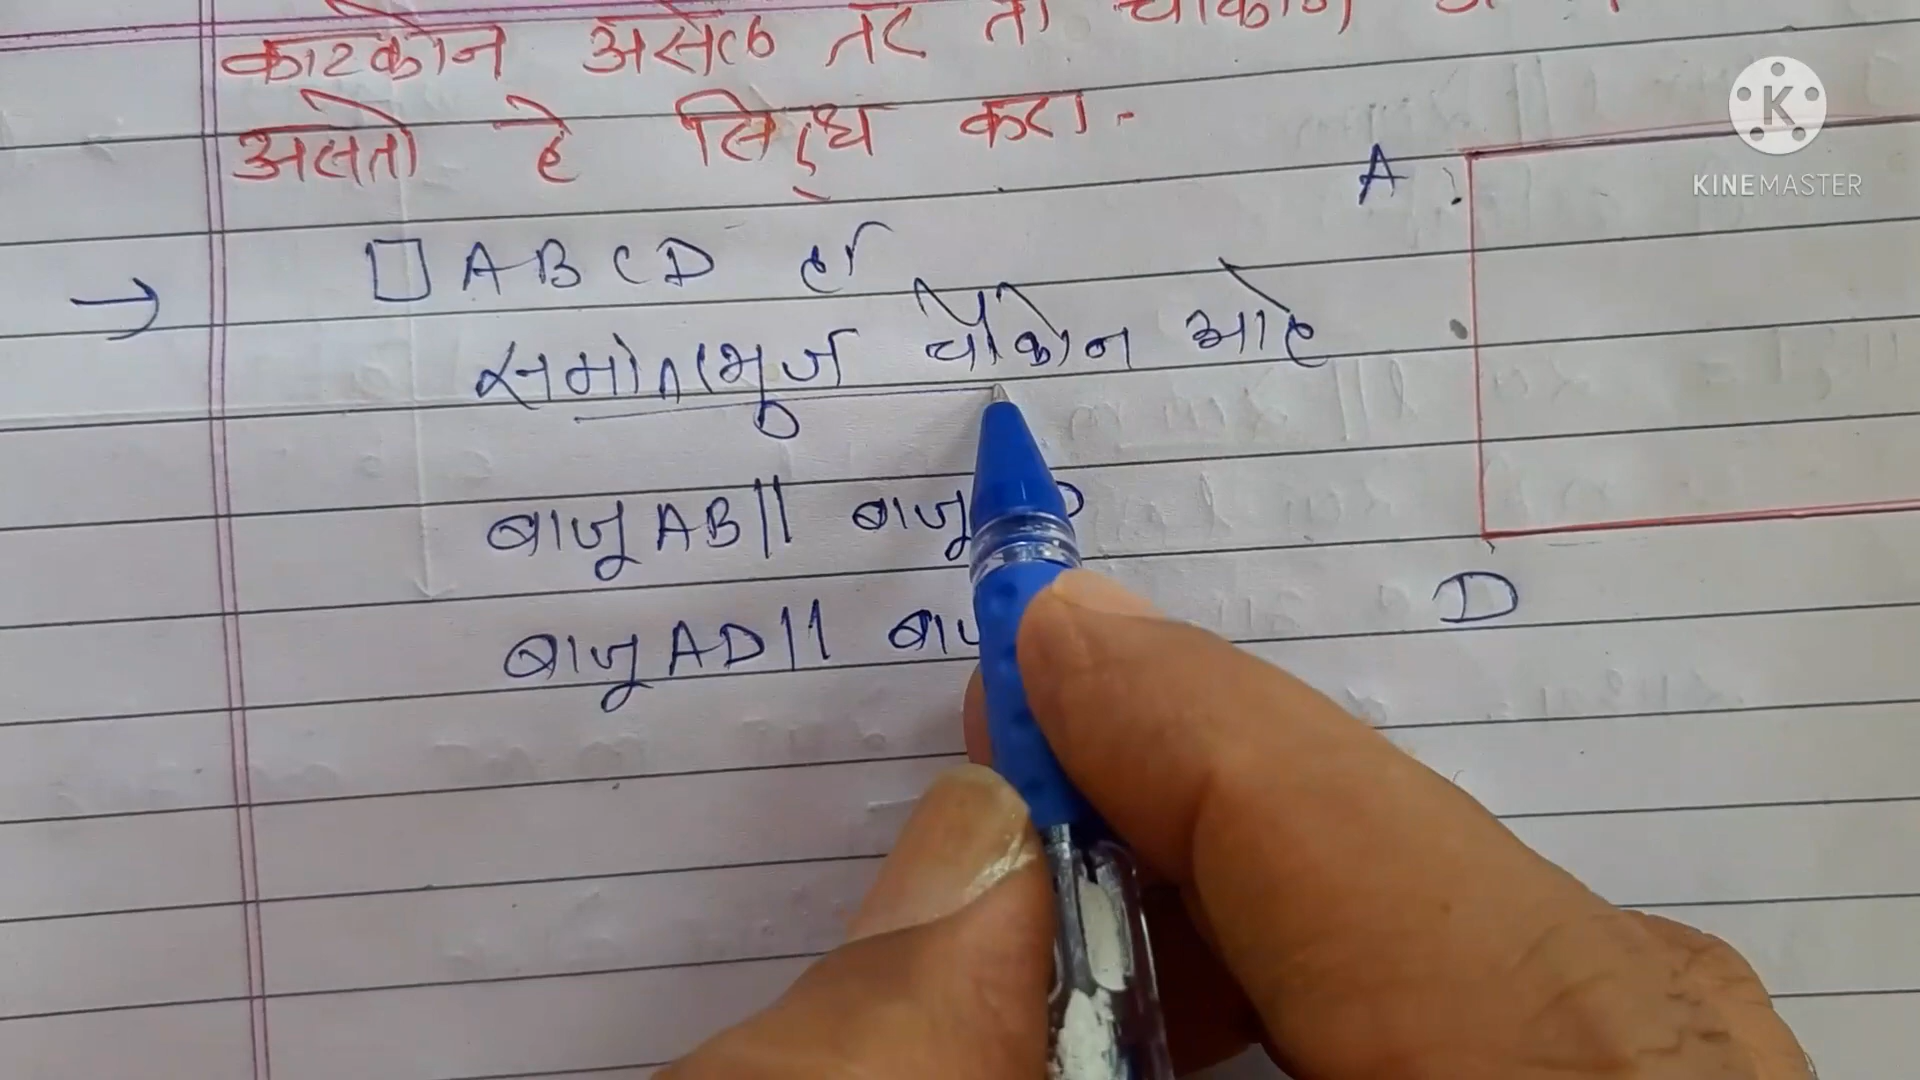 काटकोन असेल तर तो चौकोन
असतो हे सिद्ध करा.
A
KINEMASTER
□ABCD हा
समांतरभुज चौकोन आहे
बाजू AB || बाजू
बाजू AD ||
D